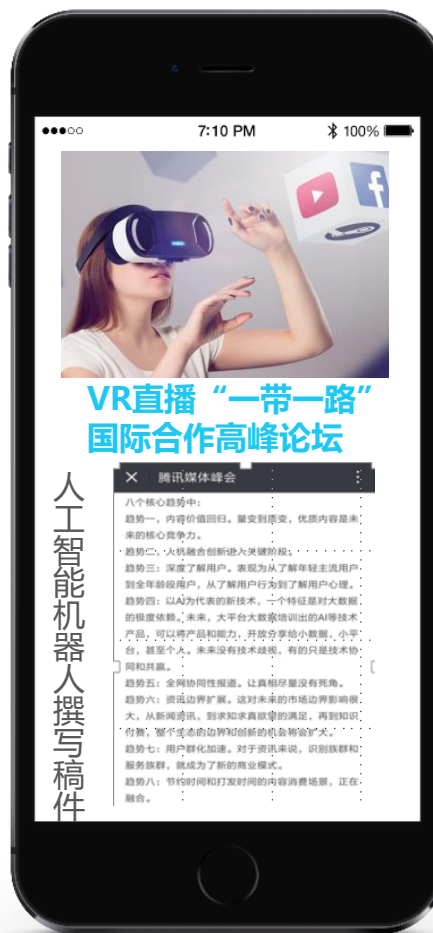 7:10 PM
100%
VR直播“一带一路”
国际合作高峰论坛
人工智能机器人撰写稿件
腾讯媒体峰会
八个核心趋势中：
趋势一，内容价值回归。量变到质变，优质内容是未
来的核心竞争力。
趋势二：人机融合创新进入关键阶段。
趋势三：深度了解用户。表现为从了解年轻主流用户
到全年龄段用户，从了解用户行为到了解用户心理。
趋势四：以AI为代表的新技术，一个特征是对大数据
的极度依赖。未来，大平台大数据培训出的AI等技术
产品，可以将产品和能力，开放分享给小数据，小平
台，甚至个人。未来没有技术歧视，有的只是技术协
同和共赢。
趋势五：全网协同性报道。让真相尽量没有死角。
趋势六：资讯边界扩展。这对未来的市场边界影响很
大，从新闻资讯，到求知求真欲望的满足，再到知识
付费，整个生态的边界和创新的机会将会扩大。
趋势七：用户群化加速。对于资讯来说，识别族群和
服务族群，就成为了新的商业模式。
趋势八：节约时间和打发时间的内容消费场景，正在
融合。